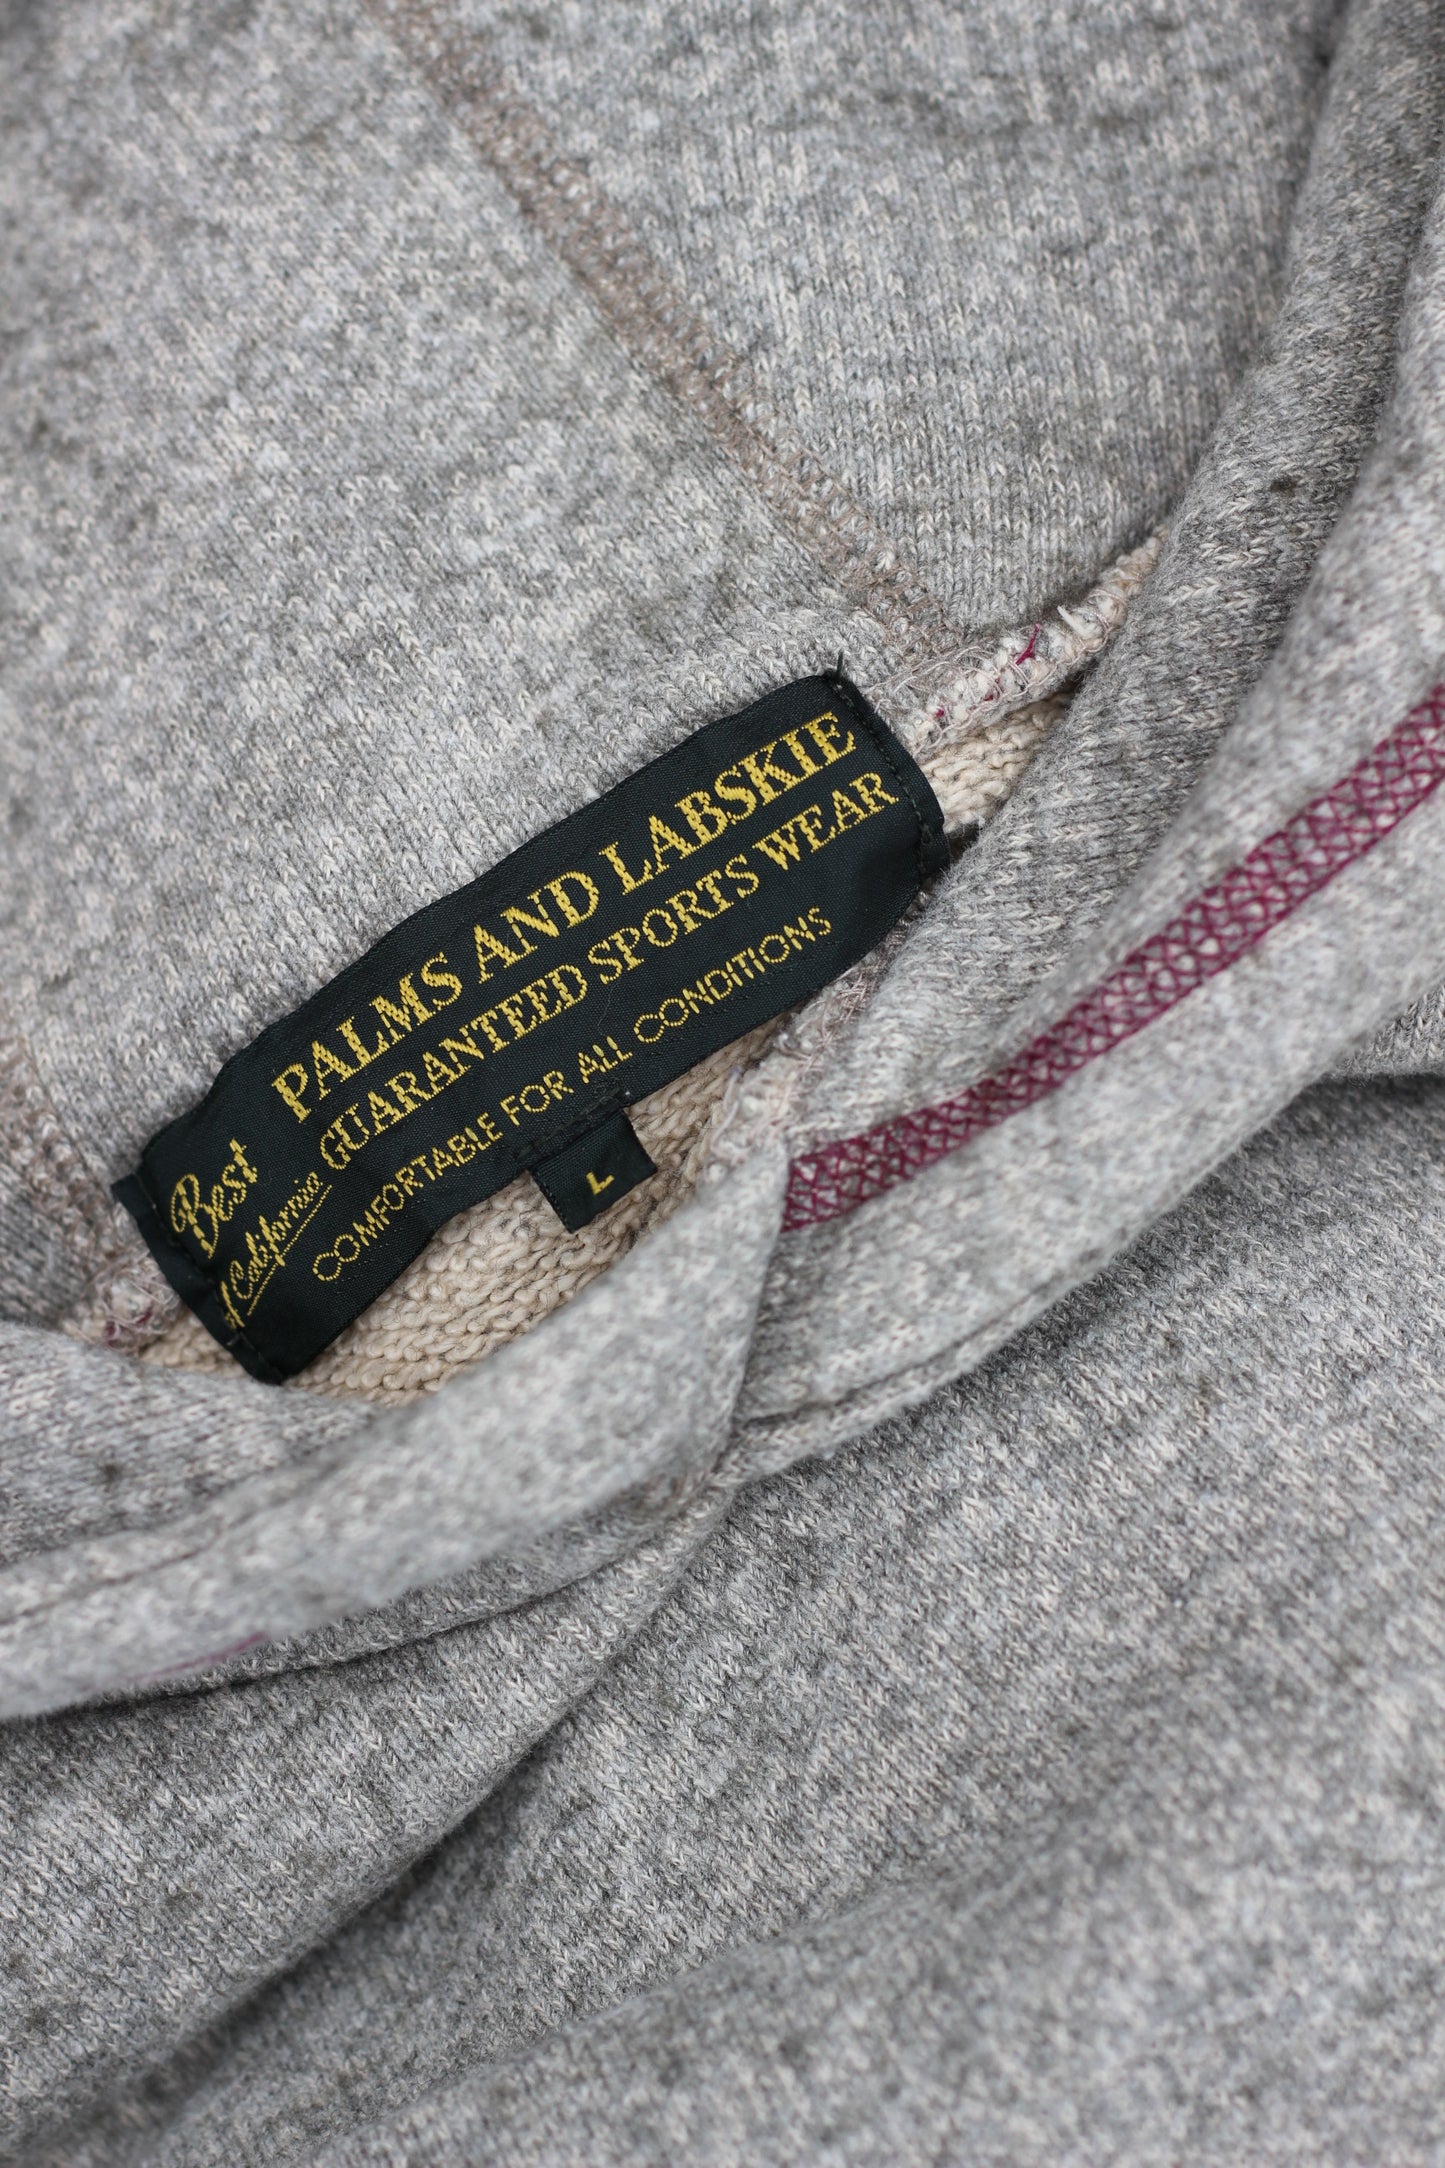 PALMS AND LABSKIE
GUARANTEED SPORTS WEAR
Best
of California
COMFORTABLE FOR ALL CONDITIONS
L